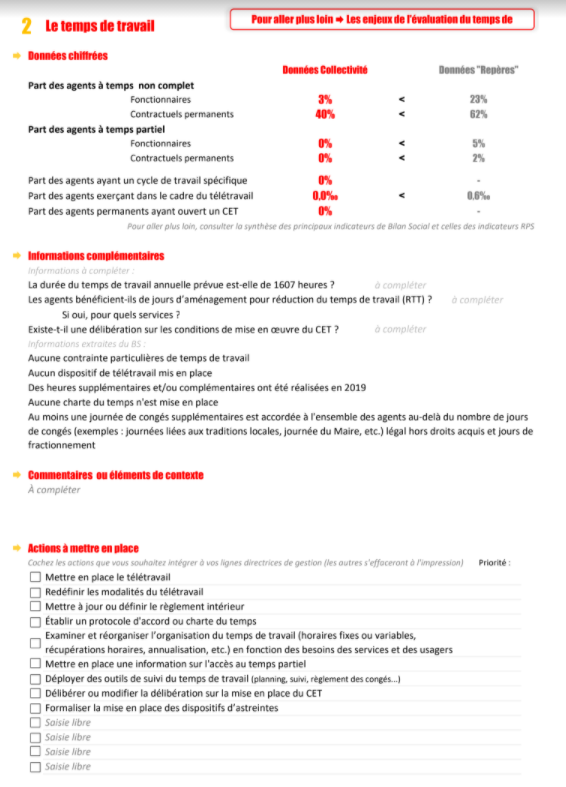 2 Le temps de travail
Pour aller plus loin ➡ Les enjeux de l'évaluation du temps de
➡ Données chiffrées
Données Collectivité Données "Repères"
Part des agents à temps non complet
Fonctionnaires 3% < 23%
Contractuels permanents 40% < 62%
Part des agents à temps partiel
Fonctionnaires 0% < 5%
Contractuels permanents 0% < 2%
Part des agents ayant un cycle de travail spécifique 0% -
Part des agents exerçant dans le cadre du télétravail 0,0‰ < 0,6‰
Part des agents permanents ayant ouvert un CET 0% -
Pour aller plus loin, consulter la synthèse des principaux indicateurs de Bilan Social et celles des indicateurs RPS
➡ Informations complémentaires
Informations à compléter :
La durée du temps de travail annuelle prévue est-elle de 1607 heures ? à compléter
Les agents bénéficient-ils de jours d'aménagement pour réduction du temps de travail (RTT) ? à compléter
Si oui, pour quels services ?
Existe-t-il une délibération sur les conditions de mise en œuvre du CET ? à compléter
Informations extraites du BS :
Aucune contrainte particulières de temps de travail
Aucun dispositif de télétravail mis en place
Des heures supplémentaires et/ou complémentaires ont été réalisées en 2019
Aucune charte du temps n'est mise en place
Au moins une journée de congés supplémentaires est accordée à l'ensemble des agents au-delà du nombre de jours
de congés (exemples : journées liées aux traditions locales, journée du Maire, etc.) légal hors droits acquis et jours de
fractionnement
➡ Commentaires ou éléments de contexte
À compléter
➡ Actions à mettre en place
Cochez les actions que vous souhaitez intégrer à vos lignes directrices de gestion (les autres s'effaceront à l'impression) Priorité :
Mettre en place le télétravail
Redéfinir les modalités du télétravail
Mettre à jour ou définir le règlement intérieur
Établir un protocole d'accord ou charte du temps
Examiner et réorganiser l'organisation du temps de travail (horaires fixes ou variables,
récupérations horaires, annualisation, etc.) en fonction des besoins des services et des usagers
Mettre en place une information sur l'accès au temps partiel
Déployer des outils de suivi du temps de travail (planning, suivi, règlement des congés...)
Délibérer ou modifier la délibération sur la mise en place du CET
Formaliser la mise en place des dispositifs d'astreintes
Saisie libre
Saisie libre
Saisie libre
Saisie libre